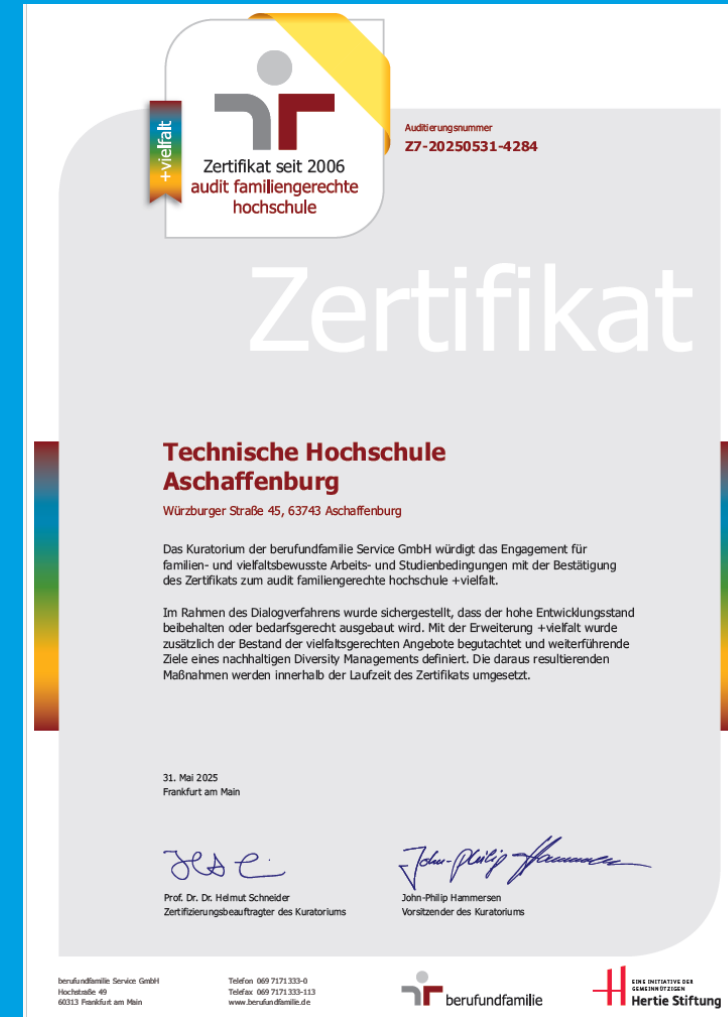 +vielfalt
Zertifikat seit 2006
audit familiengerechte
hochschule
Auditierungsnummer
Z7-20250531-4284
Zertifikat
Technische Hochschule
Aschaffenburg
Würzburger Straße 45, 63743 Aschaffenburg
Das Kuratorium der berufundfamilie Service GmbH würdigt das Engagement für
familien- und vielfaltsbewusste Arbeits- und Studienbedingungen mit der Bestätigung
des Zertifikats zum audit familiengerechte hochschule +vielfalt.
Im Rahmen des Dialogverfahrens wurde sichergestellt, dass der hohe Entwicklungsstand
beibehalten oder bedarfsgerecht ausgebaut wird. Mit der Erweiterung +vielfalt wurde
zusätzlich der Bestand der vielfaltsgerechten Angebote begutachtet und weiterführende
Ziele eines nachhaltigen Diversity Managements definiert. Die daraus resultierenden
Maßnahmen werden innerhalb der Laufzeit des Zertifikats umgesetzt.
31. Mai 2025
Frankfurt am Main
John-Philip Hammersen
Prof. Dr. Dr. Helmut Schneider
Zertifizierungsbeauftragter des Kuratoriums
John-Philip Hammersen
Vorsitzender des Kuratoriums
berufundfamilie Service GmbH
Hochstraße 49
60313 Frankfurt am Main
Telefon 069 7171333-0
Telefax 069 7171333-113
www.berufundfamilie.de
berufundfamilie
EINE INITIATIVE DER
GEMEINNÜTZIGEN
Hertie Stiftung